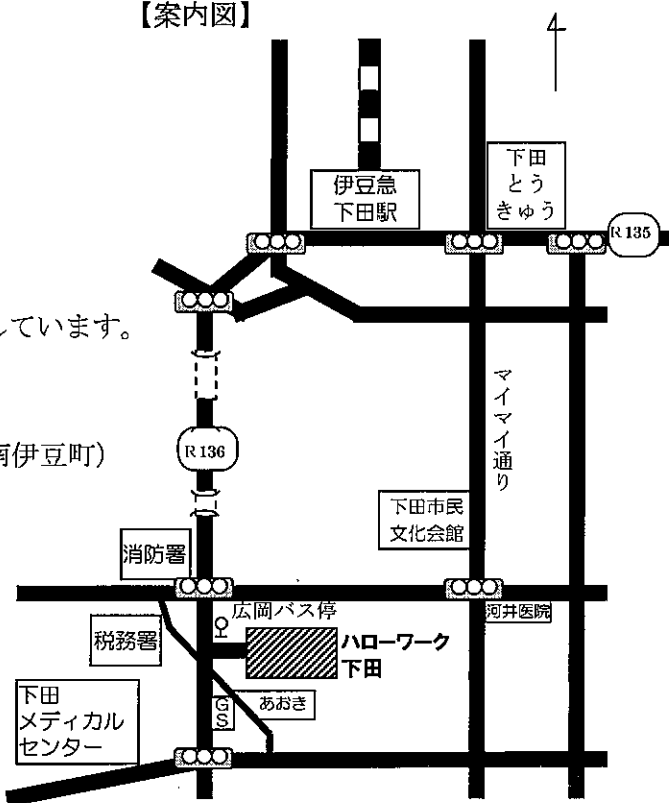 【案内図】
伊豆急
下田駅
下田
とう
きゅう
R 135
しています。
マイマイ通り
南伊豆町)
R 136
下田市民
文化会館
消防署
広岡バス停
河井医院
税務署
ハローワーク
下田
下田
メディカル
センター
GS
あおき